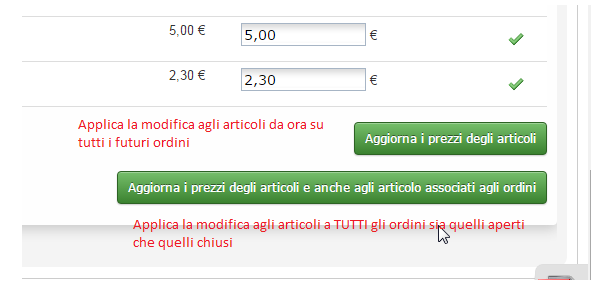 5,00 € 5,00 €
2,30 € 2,30 €
Applica la modifica agli articoli da ora su
tutti i futuri ordini
Aggiorna i prezzi degli articoli
Aggiorna i prezzi degli articoli e anche agli articolo associati agli ordini
Applica la modifica agli articoli a TUTTI gli ordini sia quelli aperti
che quelli chiusi